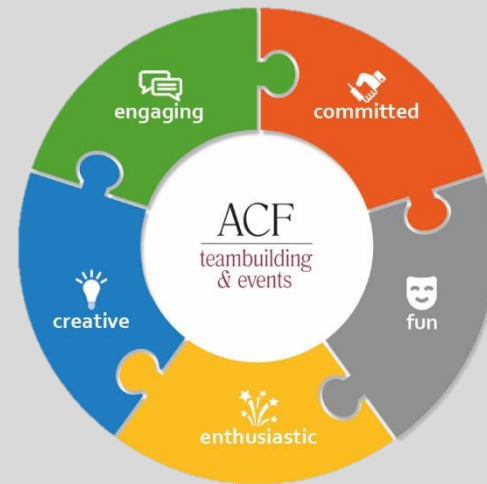 engaging
committed
ACF
teambuilding
& events
creative
fun
enthusiastic